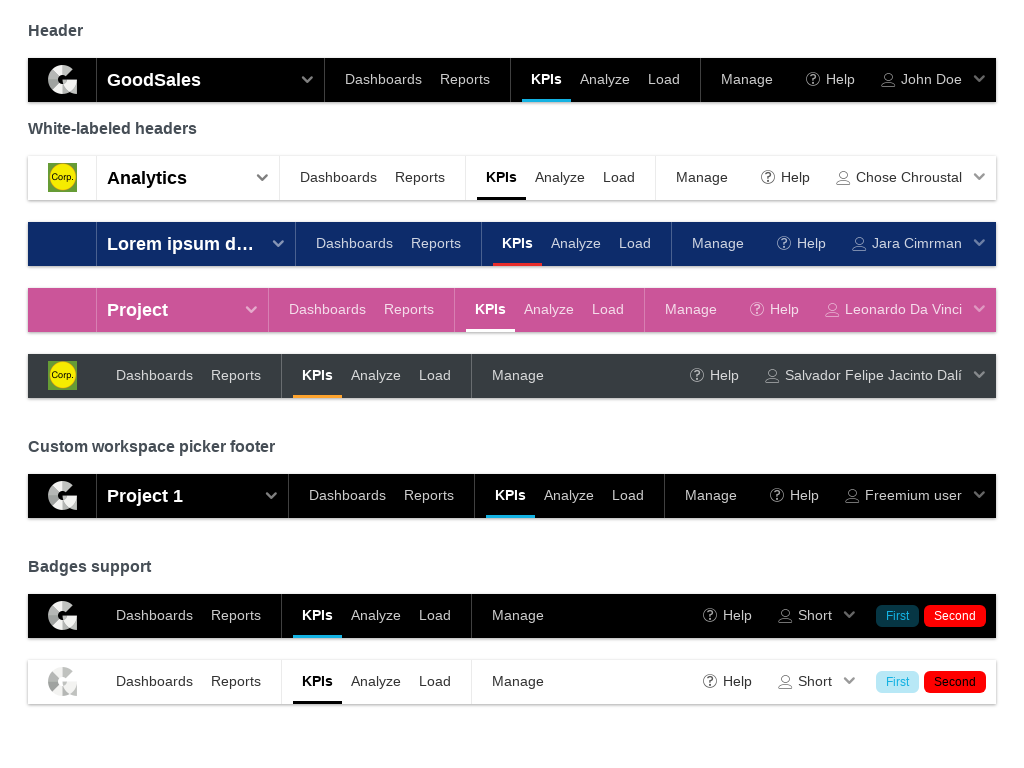 Header
GoodSales Dashboards Reports KPIs Analyze Load Manage Help John Doe
White-labeled headers
Corp. Analytics Dashboards Reports KPIs Analyze Load Manage Help Chose Chroustal
Lorem ipsum d… Dashboards Reports KPIs Analyze Load Manage Help Jara Cimrman
Project Dashboards Reports KPIs Analyze Load Manage Help Leonardo Da Vinci
Corp. Dashboards Reports KPIs Analyze Load Manage Help Salvador Felipe Jacinto Dalí
Custom workspace picker footer
Project 1 Dashboards Reports KPIs Analyze Load Manage Help Freemium user
Badges support
Dashboards Reports KPIs Analyze Load Manage Help Short First Second
Dashboards Reports KPIs Analyze Load Manage Help Short First Second